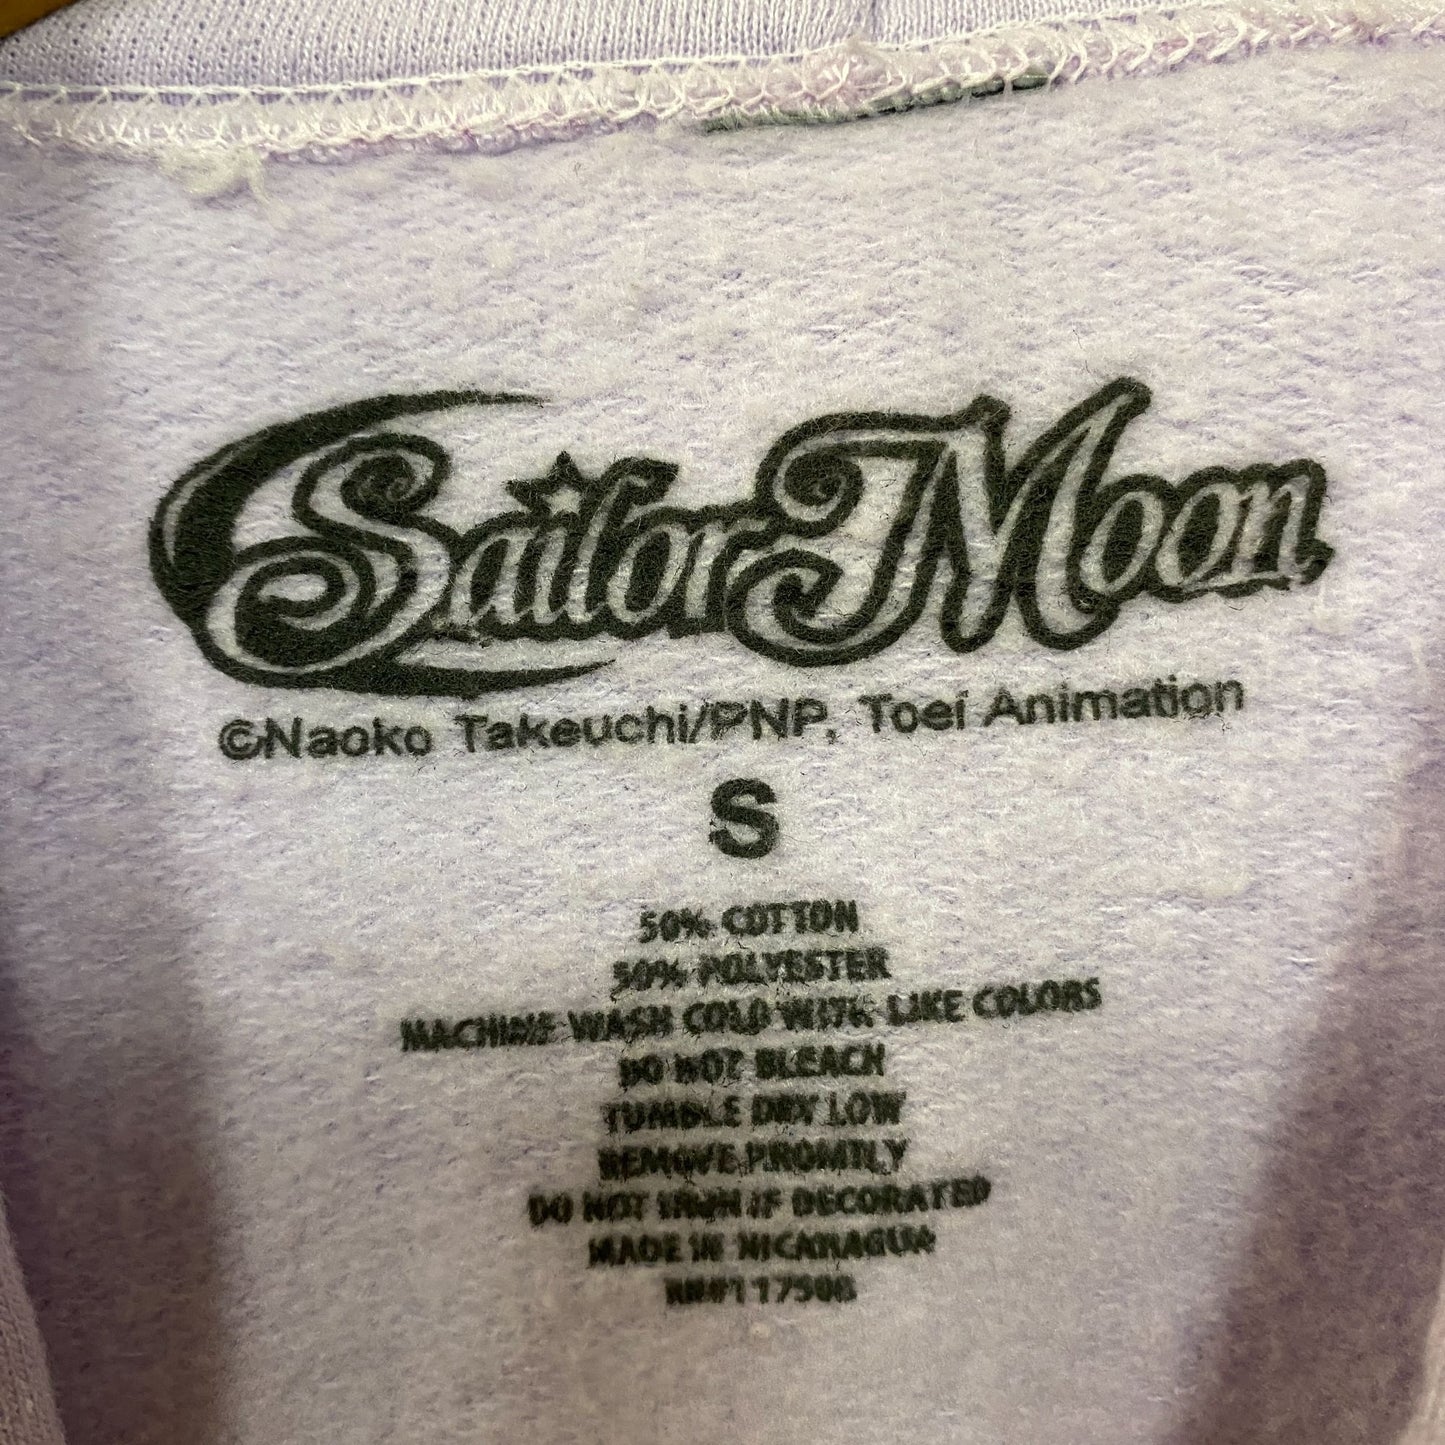 Sailor Moon
©Naoko Takeuchi/PNP, Toei Animation
S
50% COTTON
50% POLYESTER
MACHINE WASH COLD WITH LIKE COLORS
DO NOT BLEACH
TUMBLE DRY LOW
REMOVE PROMTLY
DO NOT IRON IF DECORATED
MADE IN NICARAGUA